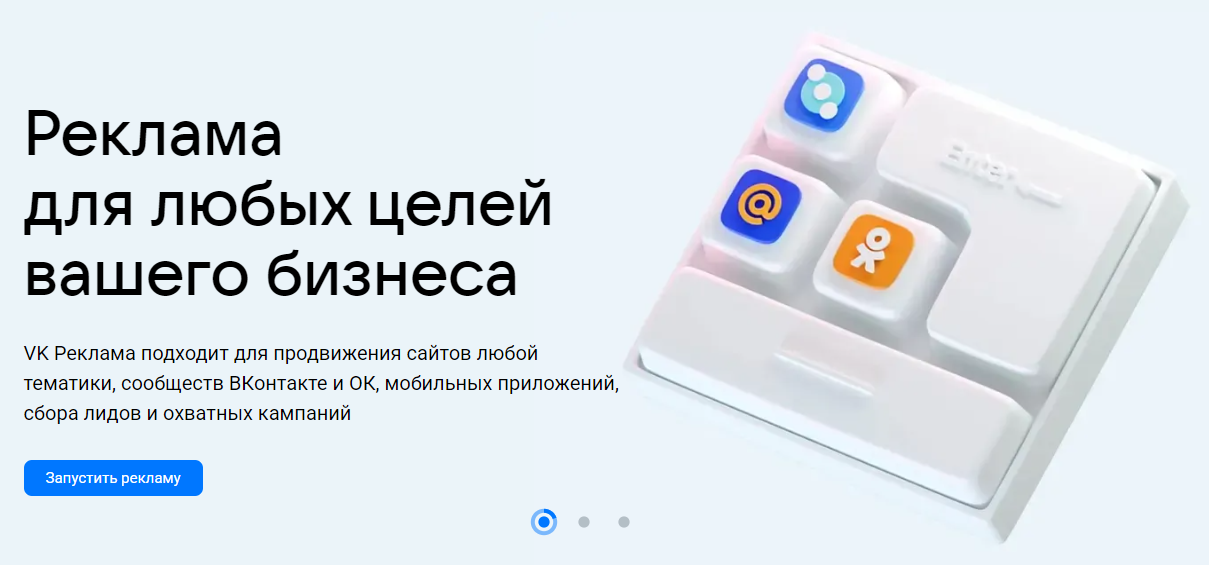 Реклама
для любых целей
вашего бизнеса
VK Реклама подходит для продвижения сайтов любой
тематики, сообществ ВКонтакте и ОК, мобильных приложений,
сбора лидов и охватных кампаний
Запустить рекламу
Enter
@